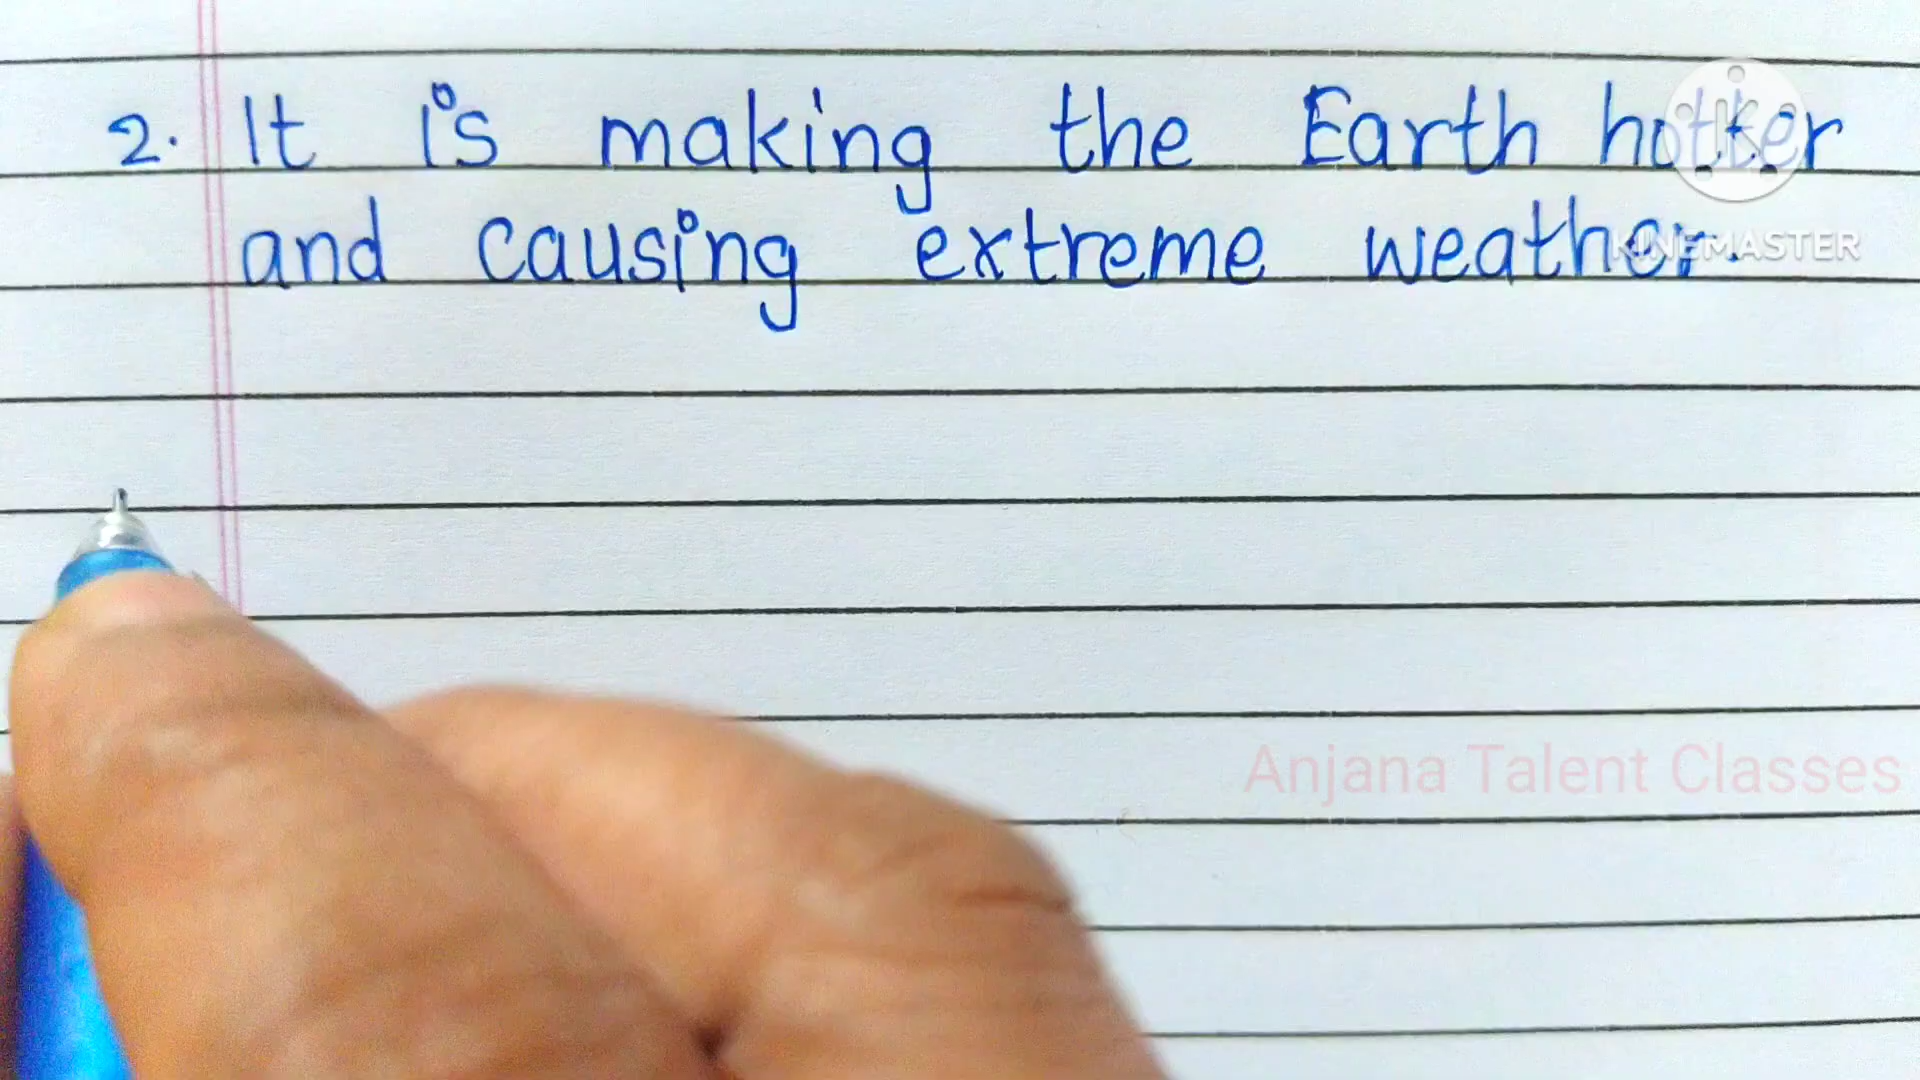 2. It is making the Earth hotter
and causing extreme weather.
KINEMASTER
Anjana Talent Classes